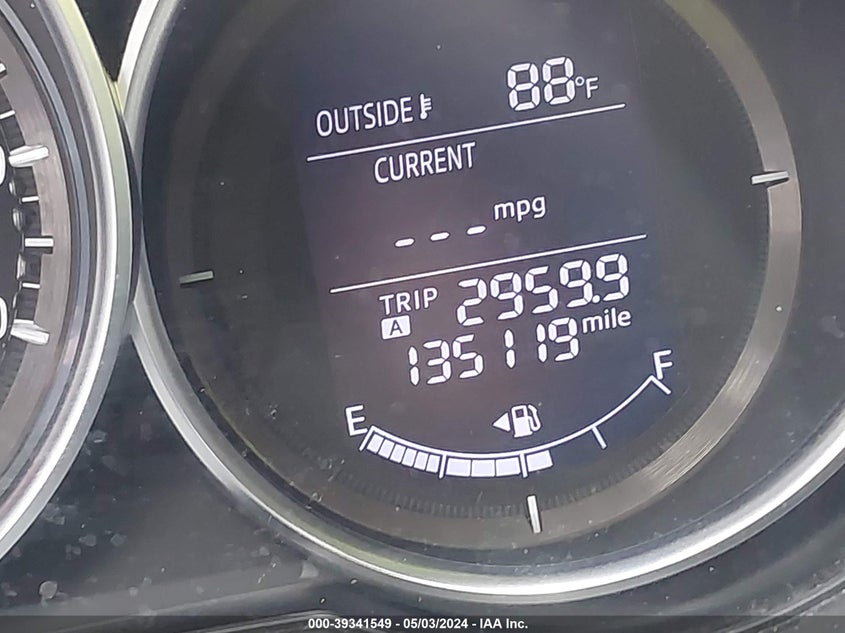 OUTSIDE 88°F
CURRENT
--- mpg
TRIP A 2959.9
135119 mile
E F
000-39341549 - 05/03/2024 - IAA Inc.